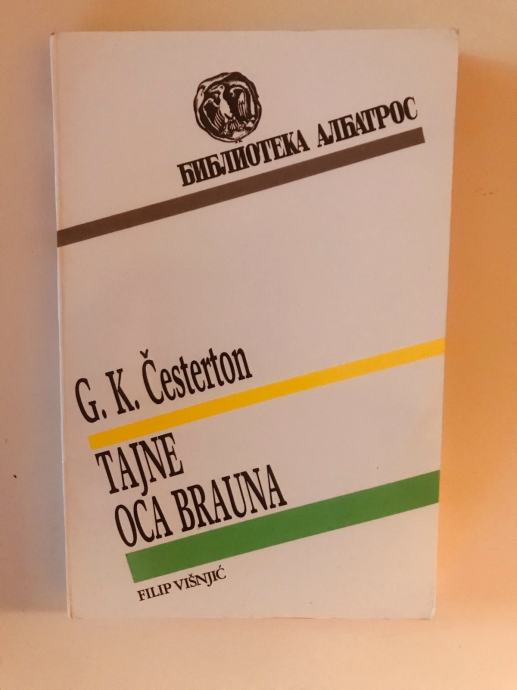 БИБЛИОТЕКА АЛБАТРОС
G. K. Česterton
TAJNE
OCA BRAUNA
FILIP VIŠNJIĆ